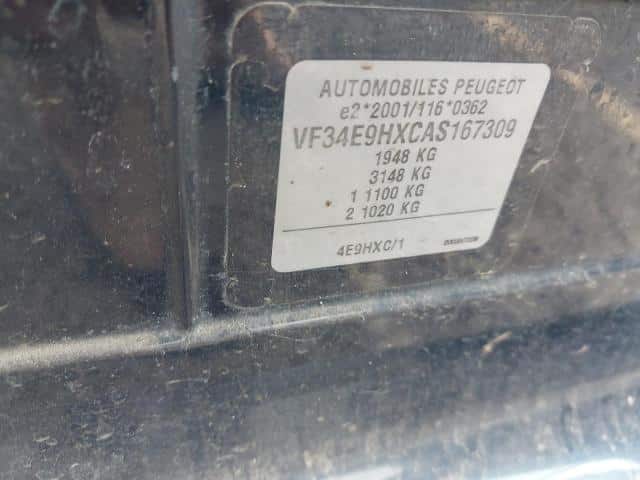 AUTOMOBILES PEUGEOT
e2*2001/116*0362
VF34E9HXCAS167309
1948 KG
3148 KG
1 1100 KG
2 1020 KG
4E9HXC/1